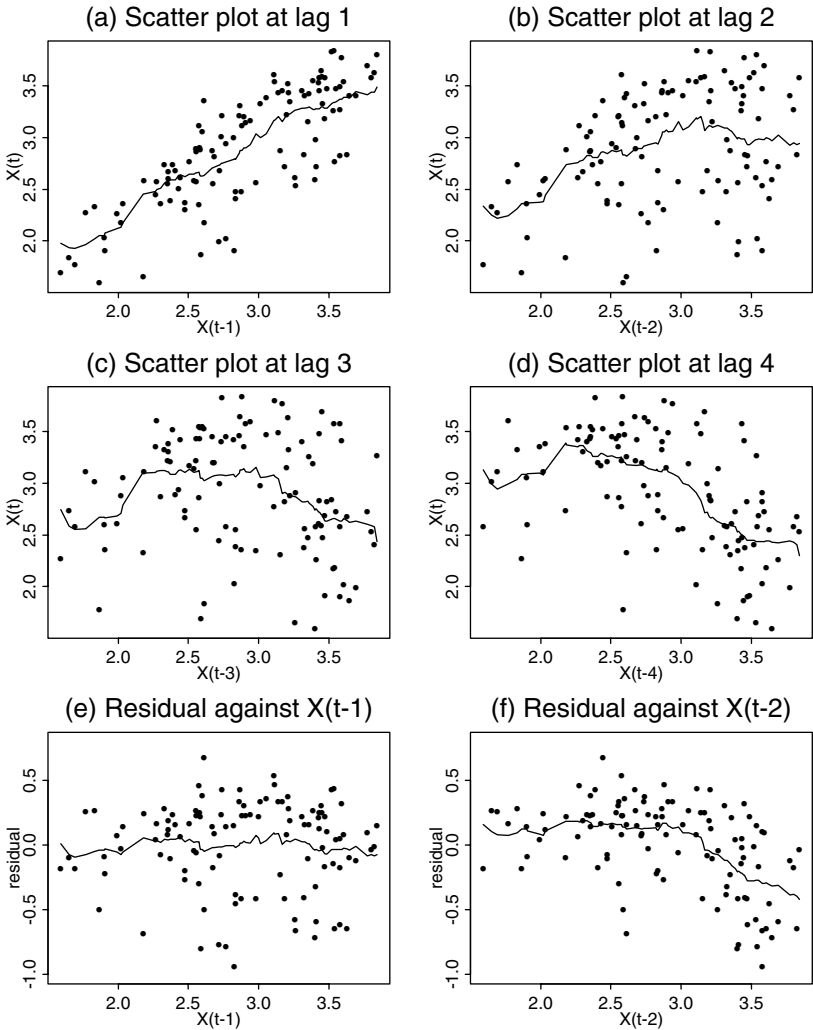 (a) Scatter plot at lag 1
X(t)
3.5
3.0
2.5
2.0
2.0 2.5 3.0 3.5
X(t-1)
(b) Scatter plot at lag 2
X(t)
3.5
3.0
2.5
2.0
2.0 2.5 3.0 3.5
X(t-2)
(c) Scatter plot at lag 3
X(t)
3.5
3.0
2.5
2.0
2.0 2.5 3.0 3.5
X(t-3)
(d) Scatter plot at lag 4
X(t)
3.5
3.0
2.5
2.0
2.0 2.5 3.0 3.5
X(t-4)
(e) Residual against X(t-1)
residual
0.5
0.0
-0.5
-1.0
2.0 2.5 3.0 3.5
X(t-1)
(f) Residual against X(t-2)
residual
0.5
0.0
-0.5
-1.0
2.0 2.5 3.0 3.5
X(t-2)